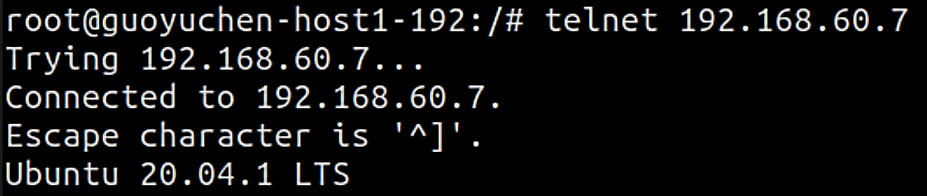 root@guoyuchen-host1-192:/# telnet 192.168.60.7
Trying 192.168.60.7...
Connected to 192.168.60.7.
Escape character is '^]'.
Ubuntu 20.04.1 LTS